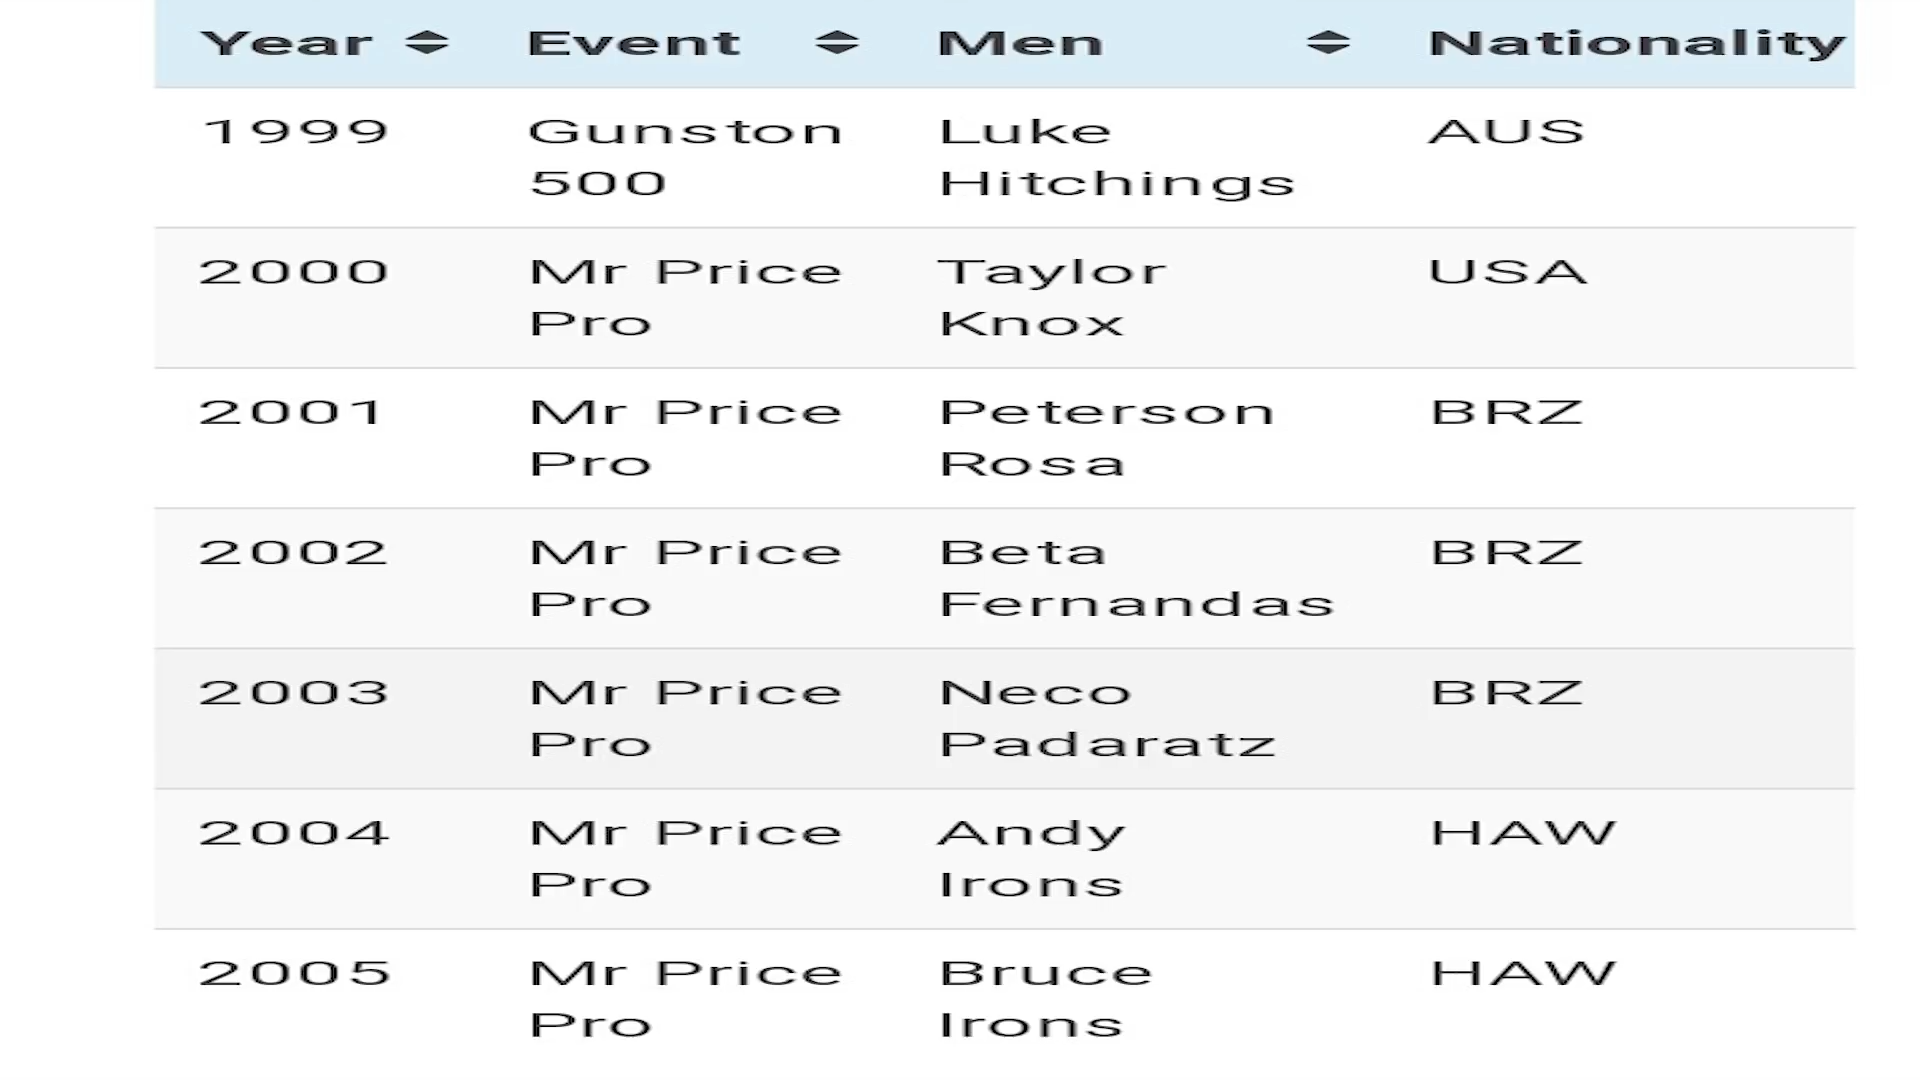 Year Event Men Nationality
1999 Gunston Luke AUS
500 Hitchings
2000 Mr Price Taylor USA
Pro Knox
2001 Mr Price Peterson BRZ
Pro Rosa
2002 Mr Price Beta BRZ
Pro Fernandas
2003 Mr Price Neco BRZ
Pro Padaratz
2004 Mr Price Andy HAW
Pro Irons
2005 Mr Price Bruce HAW
Pro Irons